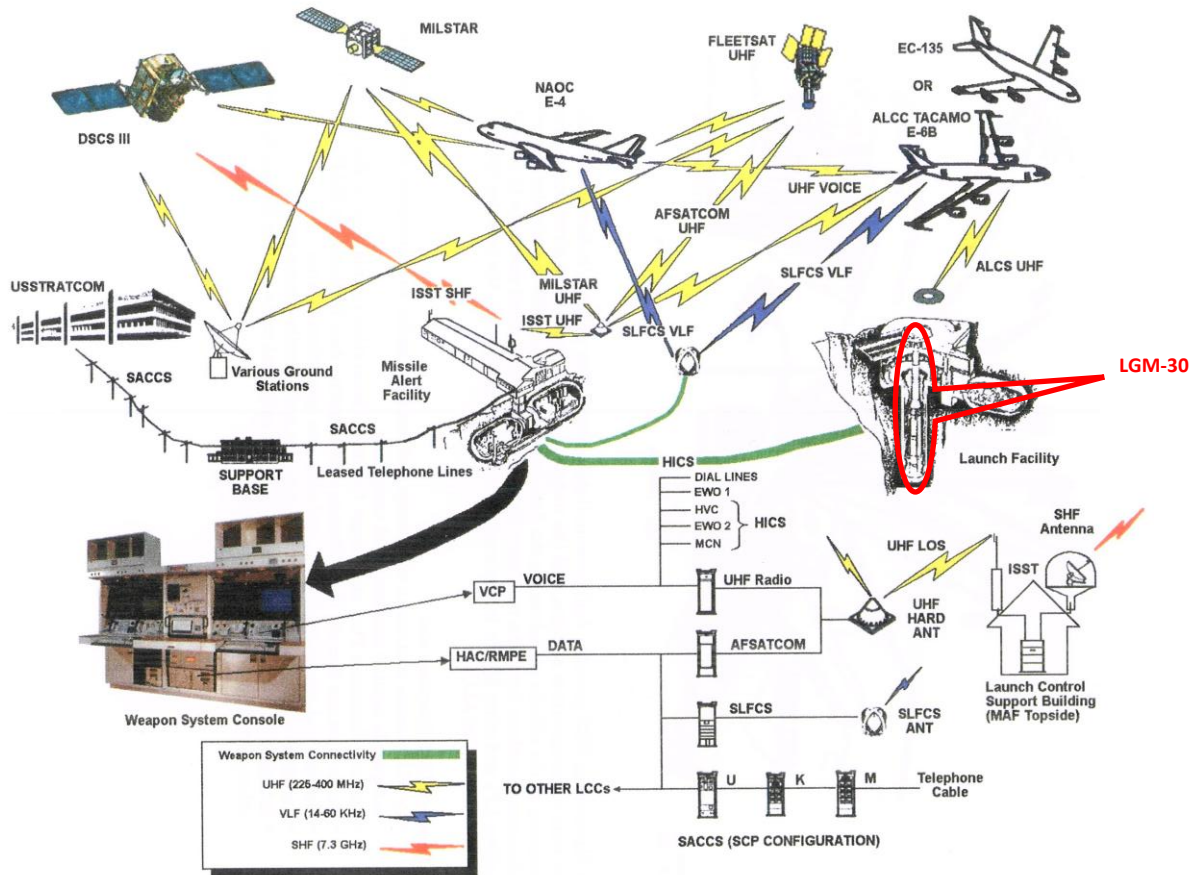 MILSTAR
DSCS III
NAOC
E-4
FLEETSAT
UHF
EC-135
OR
ALCC TACAMO
E-6B
UHF VOICE
AFSATCOM
UHF
ALCS UHF
SLFCS VLF
USSTRATCOM
ISST SHF
MILSTAR
UHF
ISST UHF
SLFCS VLF
SACCS
Various Ground
Stations
Missile
Alert
Facility
LGM-30
SACCS
SUPPORT
BASE
Leased Telephone Lines
HICS
Launch Facility
DIAL LINES
EWO 1
HVC
EWO 2
MCN
HICS
SHF
Antenna
UHF LOS
ISST
VCP
VOICE
UHF Radio
UHF
HARD
ANT
HAC/RMPE
DATA
AFSATCOM
Launch Control
Support Building
(MAF Topside)
SLFCS
SLFCS
ANT
Weapon System Console
Weapon System Connectivity
UHF (225-400 MHz)
VLF (14-60 KHz)
SHF (7.3 GHz)
TO OTHER LCCs
U
K
M
Telephone
Cable
SACCS (SCP CONFIGURATION)